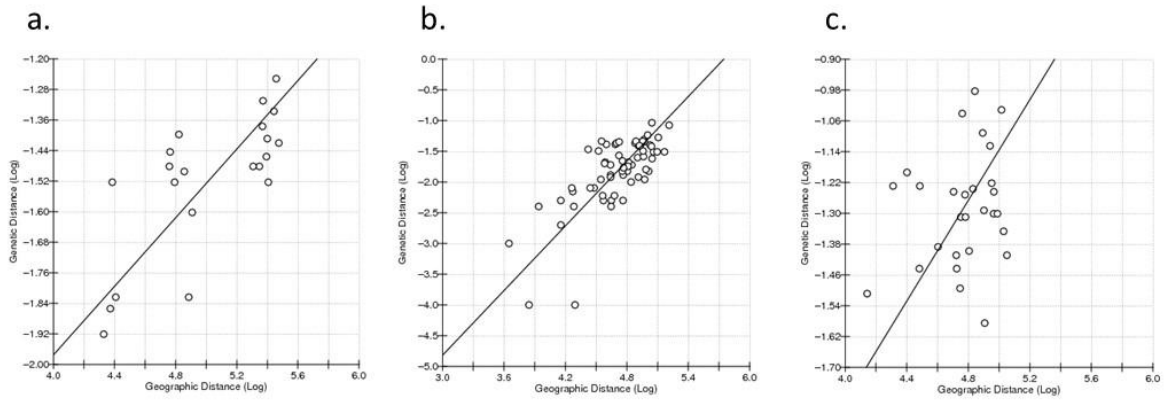 a.
−1.20
−1.28
−1.36
−1.44
−1.52
−1.60
−1.68
−1.76
−1.84
−1.92
−2.00
Genetic Distance (Log)
4.0 4.4 4.8 5.2 5.6 6.0
Geographic Distance (Log)
b.
0.0
−0.5
−1.0
−1.5
−2.0
−2.5
−3.0
−3.5
−4.0
−4.5
−5.0
Genetic Distance (Log)
3.0 3.6 4.2 4.8 5.4 6.0
Geographic Distance (Log)
c.
−0.90
−0.98
−1.06
−1.14
−1.22
−1.30
−1.38
−1.46
−1.54
−1.62
−1.70
Genetic Distance (Log)
4.0 4.4 4.8 5.2 5.6 6.0
Geographic Distance (Log)